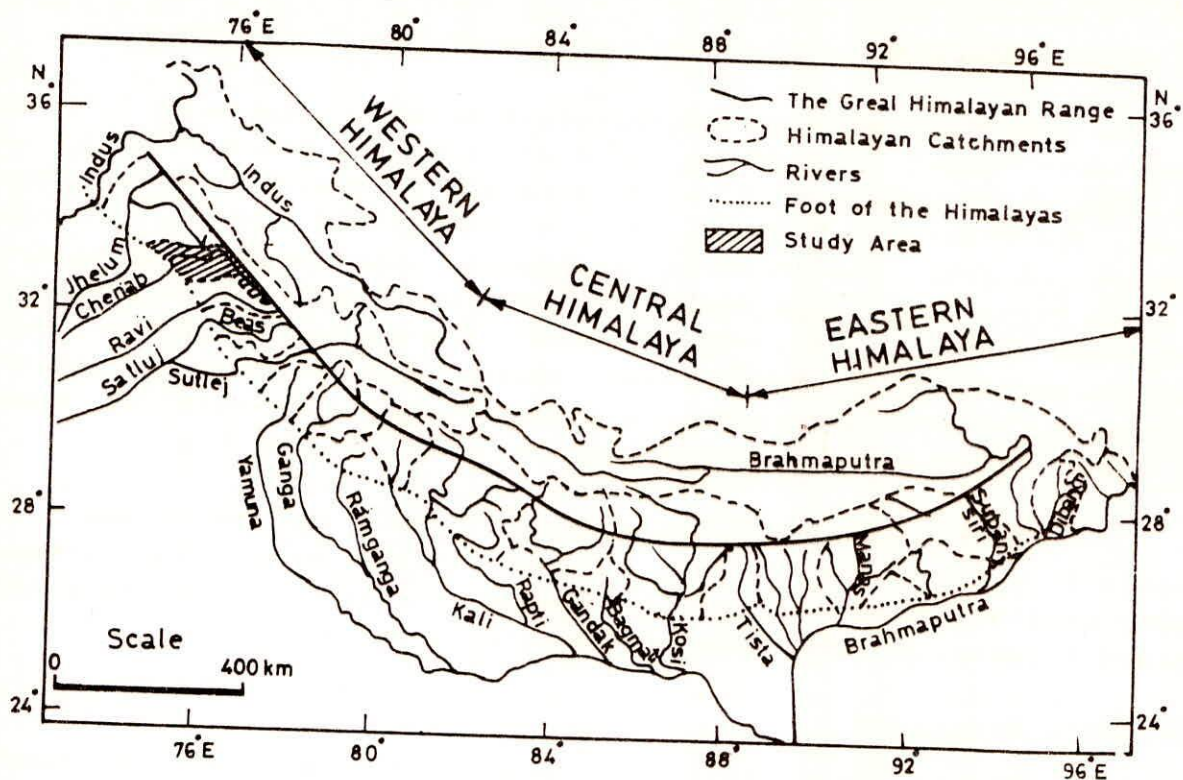 76°E 80° 84° 88° 92° 96°E
N
36°
32°
28°
24°
N
36°
32°
28°
24°
WESTERN
HIMALAYA
CENTRAL
HIMALAYA
EASTERN
HIMALAYA
The Greal Himalayan Range
Himalayan Catchments
Rivers
Foot of the Himalayas
Study Area
Indus
Indus
Jhelum
Chenab
Ravi
Satluj
Beas
Sutlej
Yamuna
Ganga
Ramganga
Kali
Rapti
Gandak
Bagmati
Kosi
Tista
Manas
Brahmaputra
Brahmaputra
Scale
0 400 km
76°E 80° 84° 88° 92° 96°E